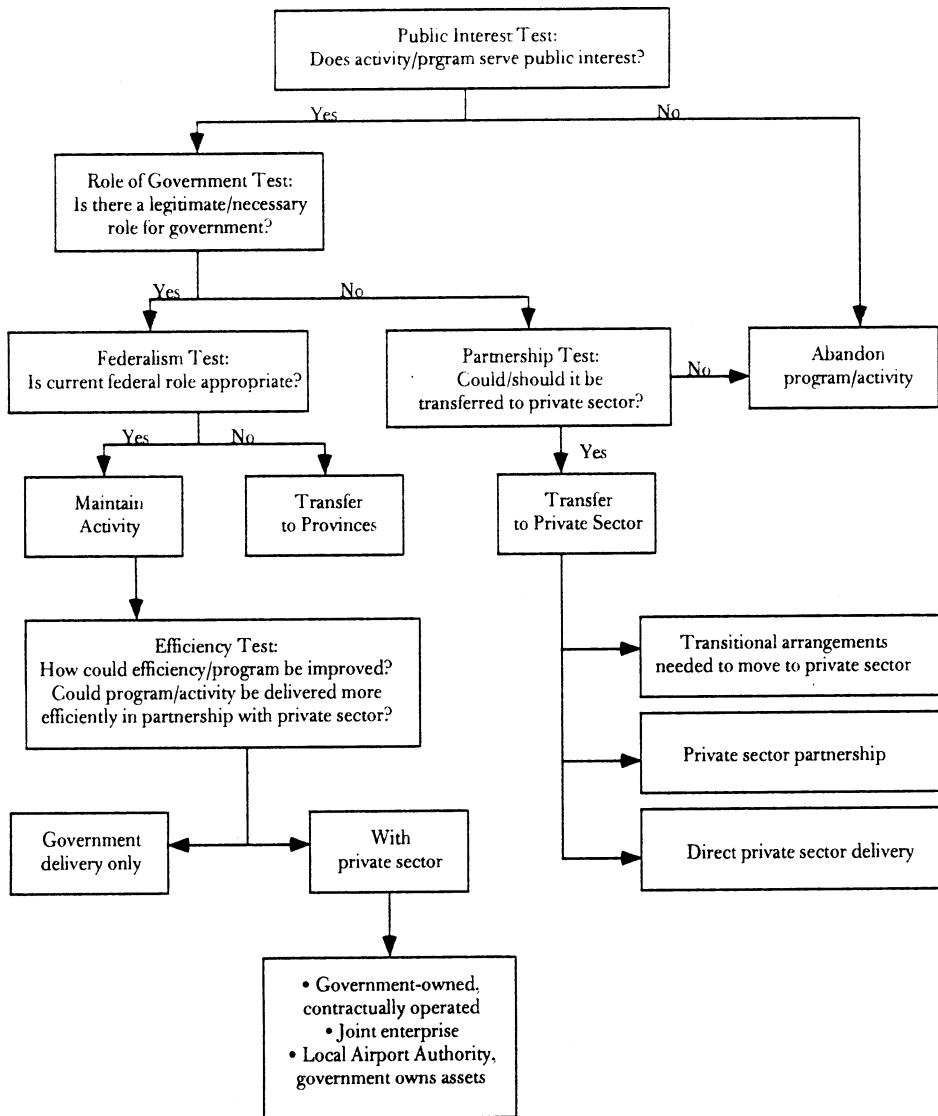 Public Interest Test:
Does activity/prgram serve public interest?
Yes
No
Role of Government Test:
Is there a legitimate/necessary
role for government?
Yes
No
Federalism Test:
Is current federal role appropriate?
Partnership Test:
Could/should it be
transferred to private sector?
No
Abandon
program/activity
Yes
No
Yes
Maintain
Activity
Transfer
to Provinces
Transfer
to Private Sector
Efficiency Test:
How could efficiency/program be improved?
Could program/activity be delivered more
efficiently in partnership with private sector?
Transitional arrangements
needed to move to private sector
Private sector partnership
Direct private sector delivery
Government
delivery only
With
private sector
• Government-owned,
contractually operated
• Joint enterprise
• Local Airport Authority,
government owns assets